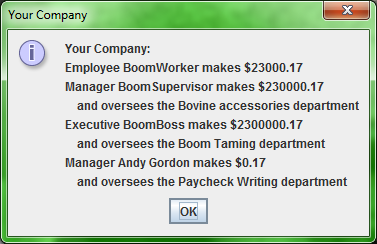 Your Company
Your Company:
Employee BoomWorker makes $23000.17
Manager BoomSupervisor makes $230000.17
and oversees the Bovine accessories department
Executive BoomBoss makes $2300000.17
and oversees the Boom Taming department
Manager Andy Gordon makes $0.17
and oversees the Paycheck Writing department
OK